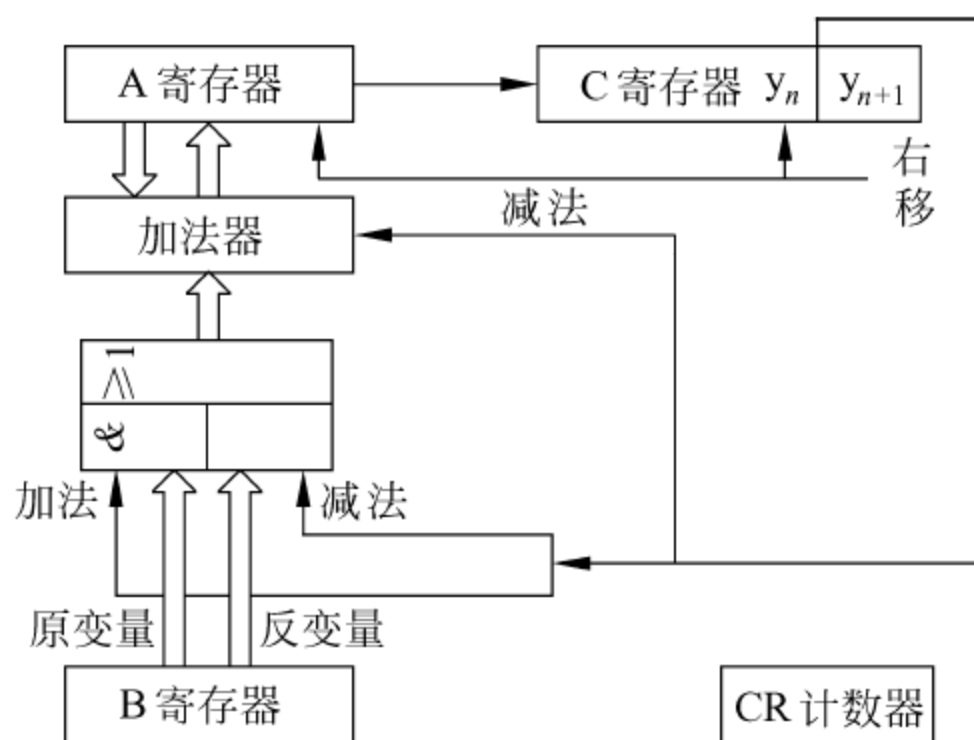 A 寄存器
C 寄存器 yₙ yₙ₊₁
右移
减法
加法器
≥1
&
加法
减法
原变量
反变量
B 寄存器
CR 计数器